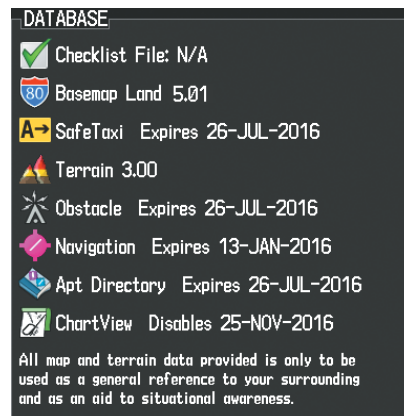 DATABASE
Checklist File: N/A
80 Basemap Land 5.01
A→ SafeTaxi Expires 26-JUL-2016
Terrain 3.00
Obstacle Expires 26-JUL-2016
Navigation Expires 13-JAN-2016
Apt Directory Expires 26-JUL-2016
ChartView Disables 25-NOV-2016
All map and terrain data provided is only to be
used as a general reference to your surrounding
and as an aid to situational awareness.